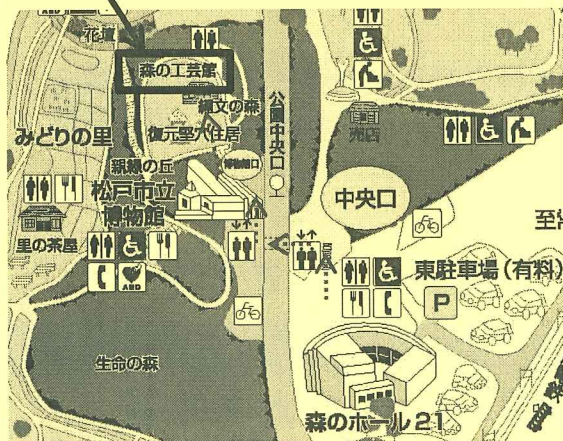 花壇
森の工芸館
縄文の森
復元竪穴住居
みどりの里
親緑の丘
博物館口
松戸市立
博物館
里の茶屋
AED
生命の森
公園中央口
売店
中央口
東駐車場(有料)
P
森のホール21